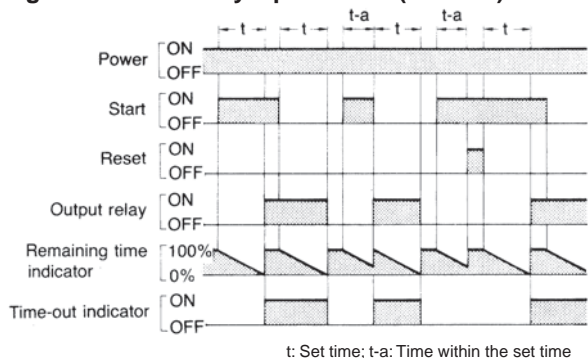 t-a t-a
t t t t
Power ON
OFF
Start ON
OFF
Reset ON
OFF
Output relay ON
OFF
Remaining time indicator 100%
0%
Time-out indicator ON
OFF
t: Set time; t-a: Time within the set time